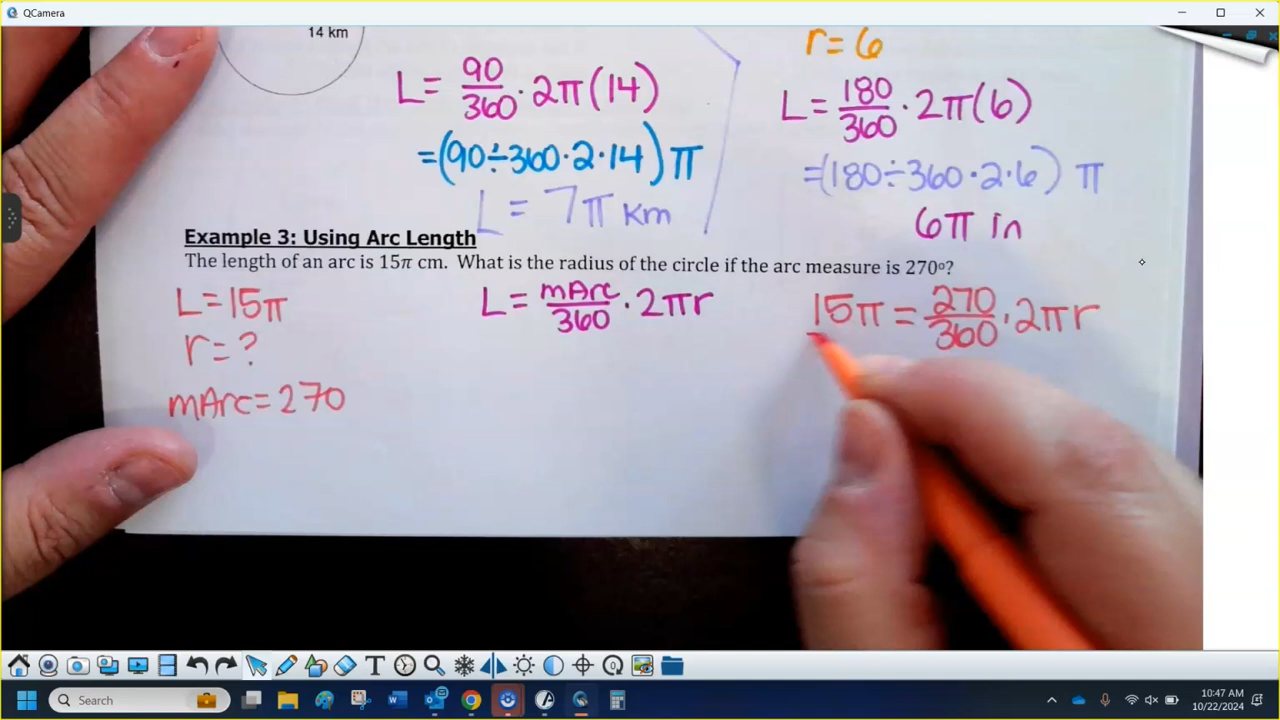 QCamera
14 km
L = 90/360 · 2π(14)
=(90÷360·2·14)π
L = 7π km
r = 6
L = 180/360 · 2π(6)
=(180÷360·2·6) π
6π in
Example 3: Using Arc Length
The length of an arc is 15π cm. What is the radius of the circle if the arc measure is 270°?
L = 15π
r = ?
mArc = 270
L = mArc/360 · 2πr
15π = 270/360 · 2πr
Search
10:47 AM
10/22/2024